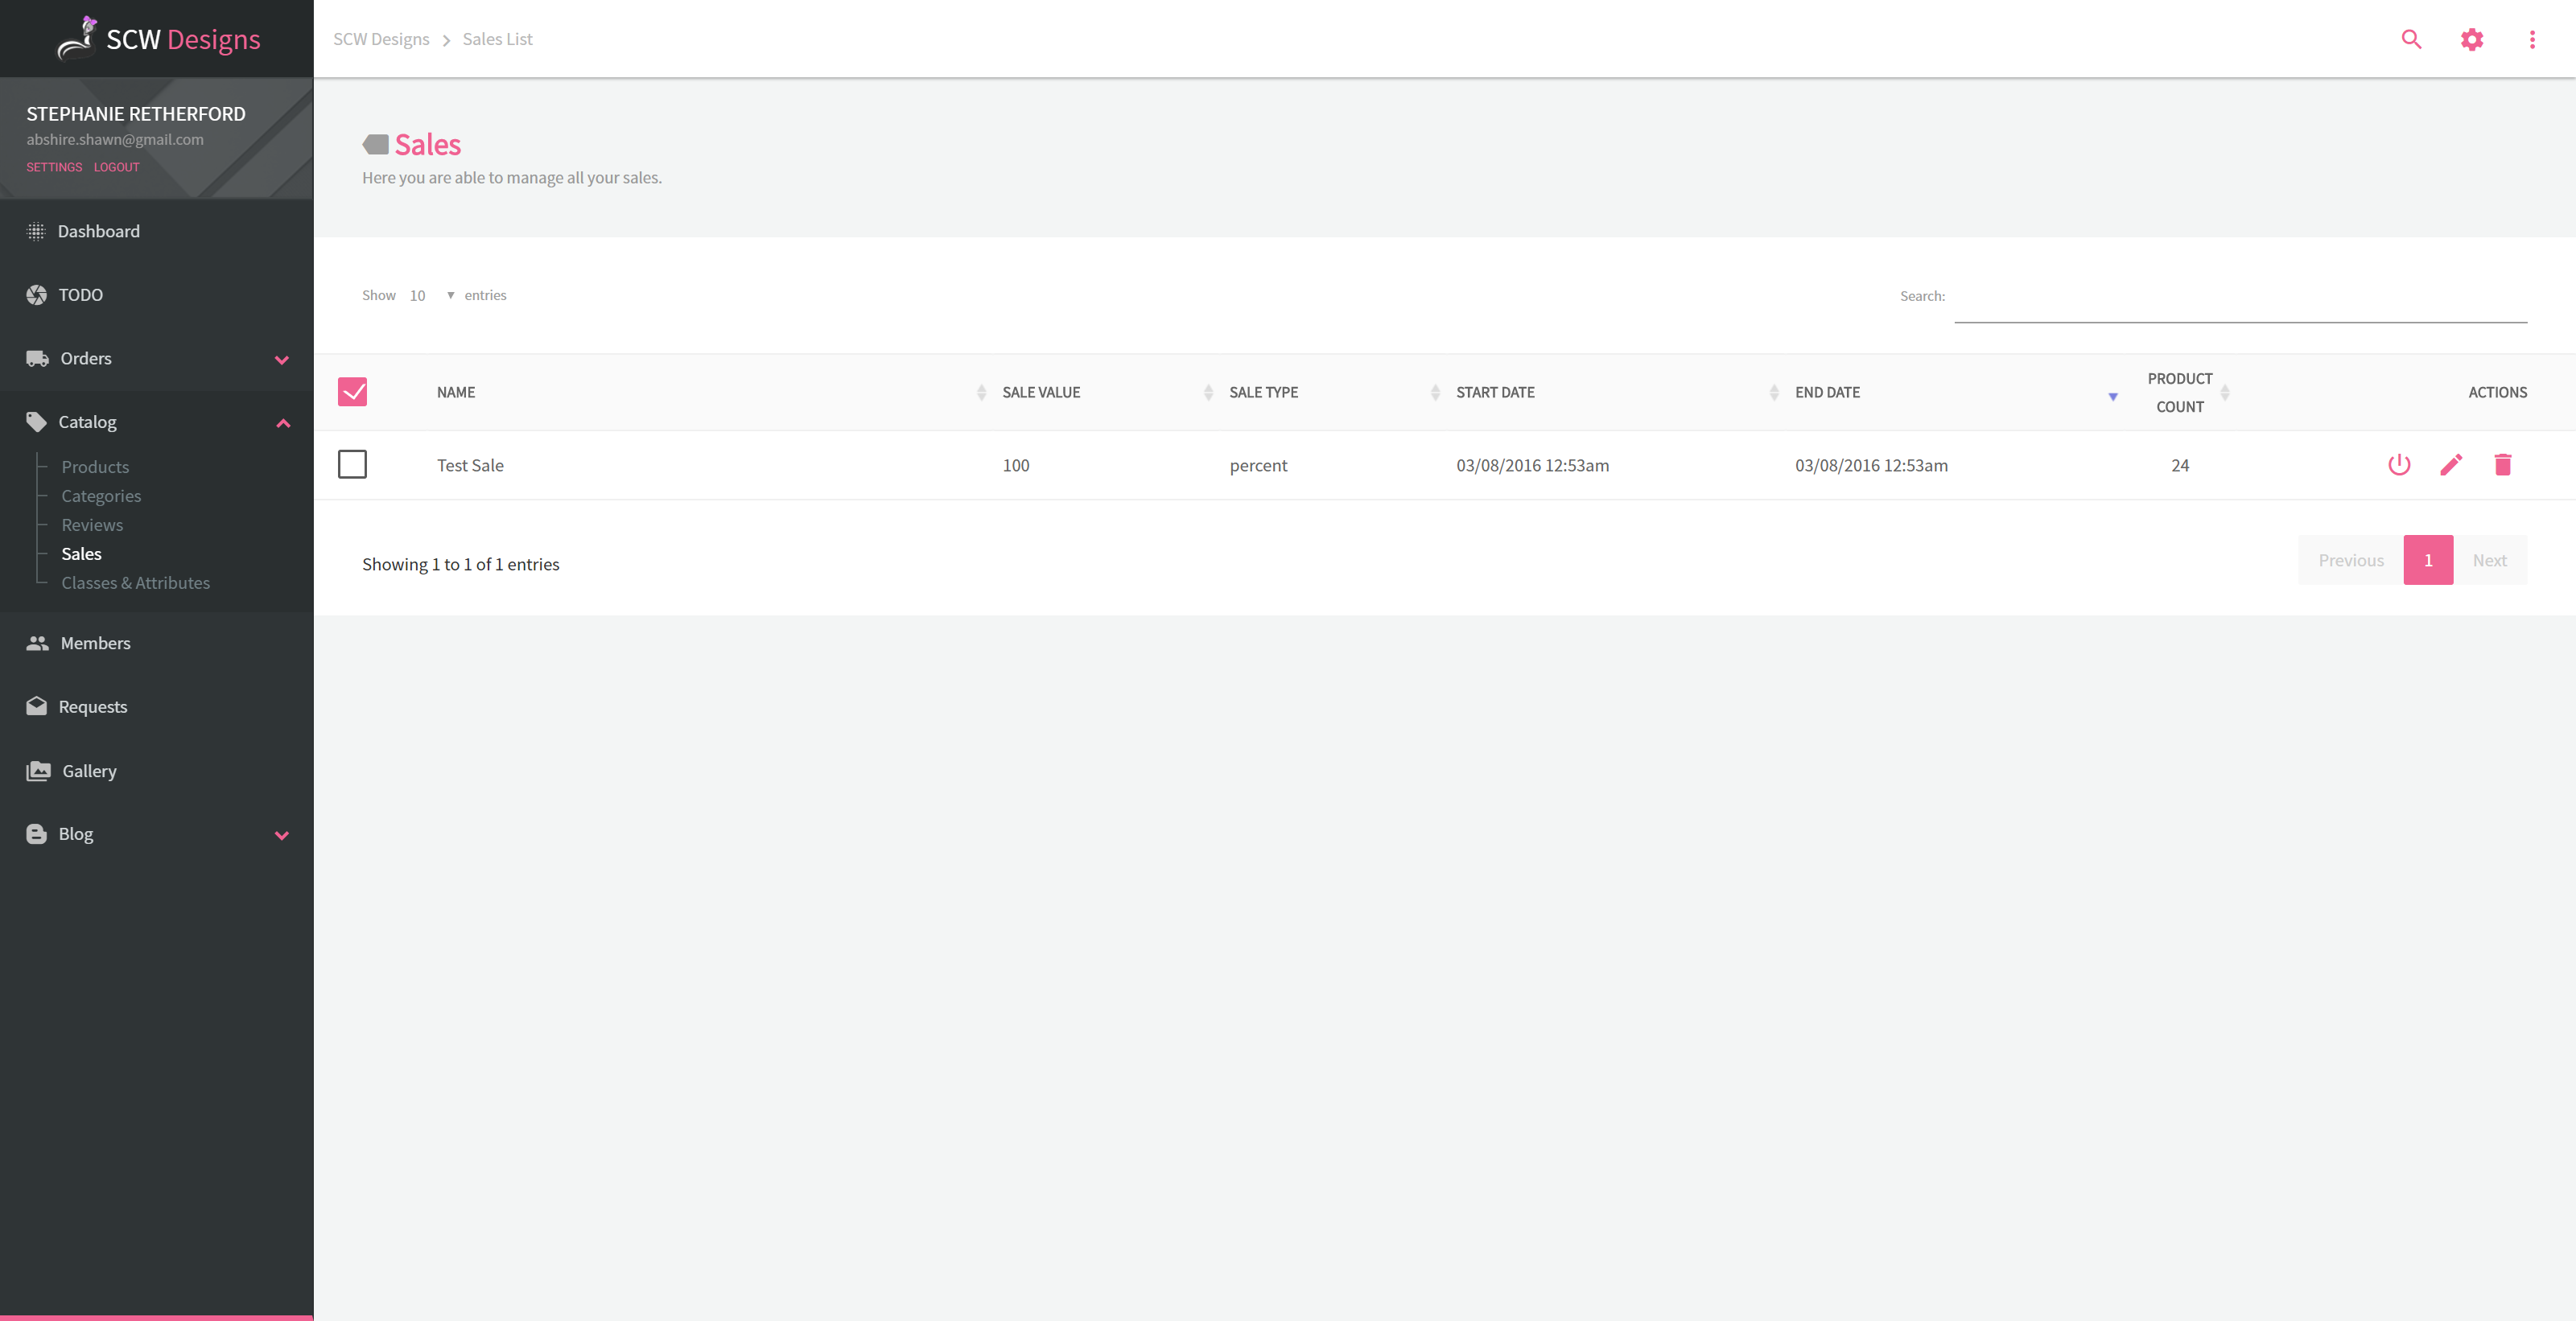 SCW Designs
SCW Designs Sales List
STEPHANIE RETHERFORD
abshire.shawn@gmail.com
SETTINGS LOGOUT
Dashboard
TODO
Orders
Catalog
Products
Categories
Reviews
Sales
Classes & Attributes
Members
Requests
Gallery
Blog
Sales
Here you are able to manage all your sales.
Show 10 entries
Search:
NAME SALE VALUE SALE TYPE START DATE END DATE PRODUCT COUNT ACTIONS
Test Sale 100 percent 03/08/2016 12:53am 03/08/2016 12:53am 24
Showing 1 to 1 of 1 entries
Previous 1 Next